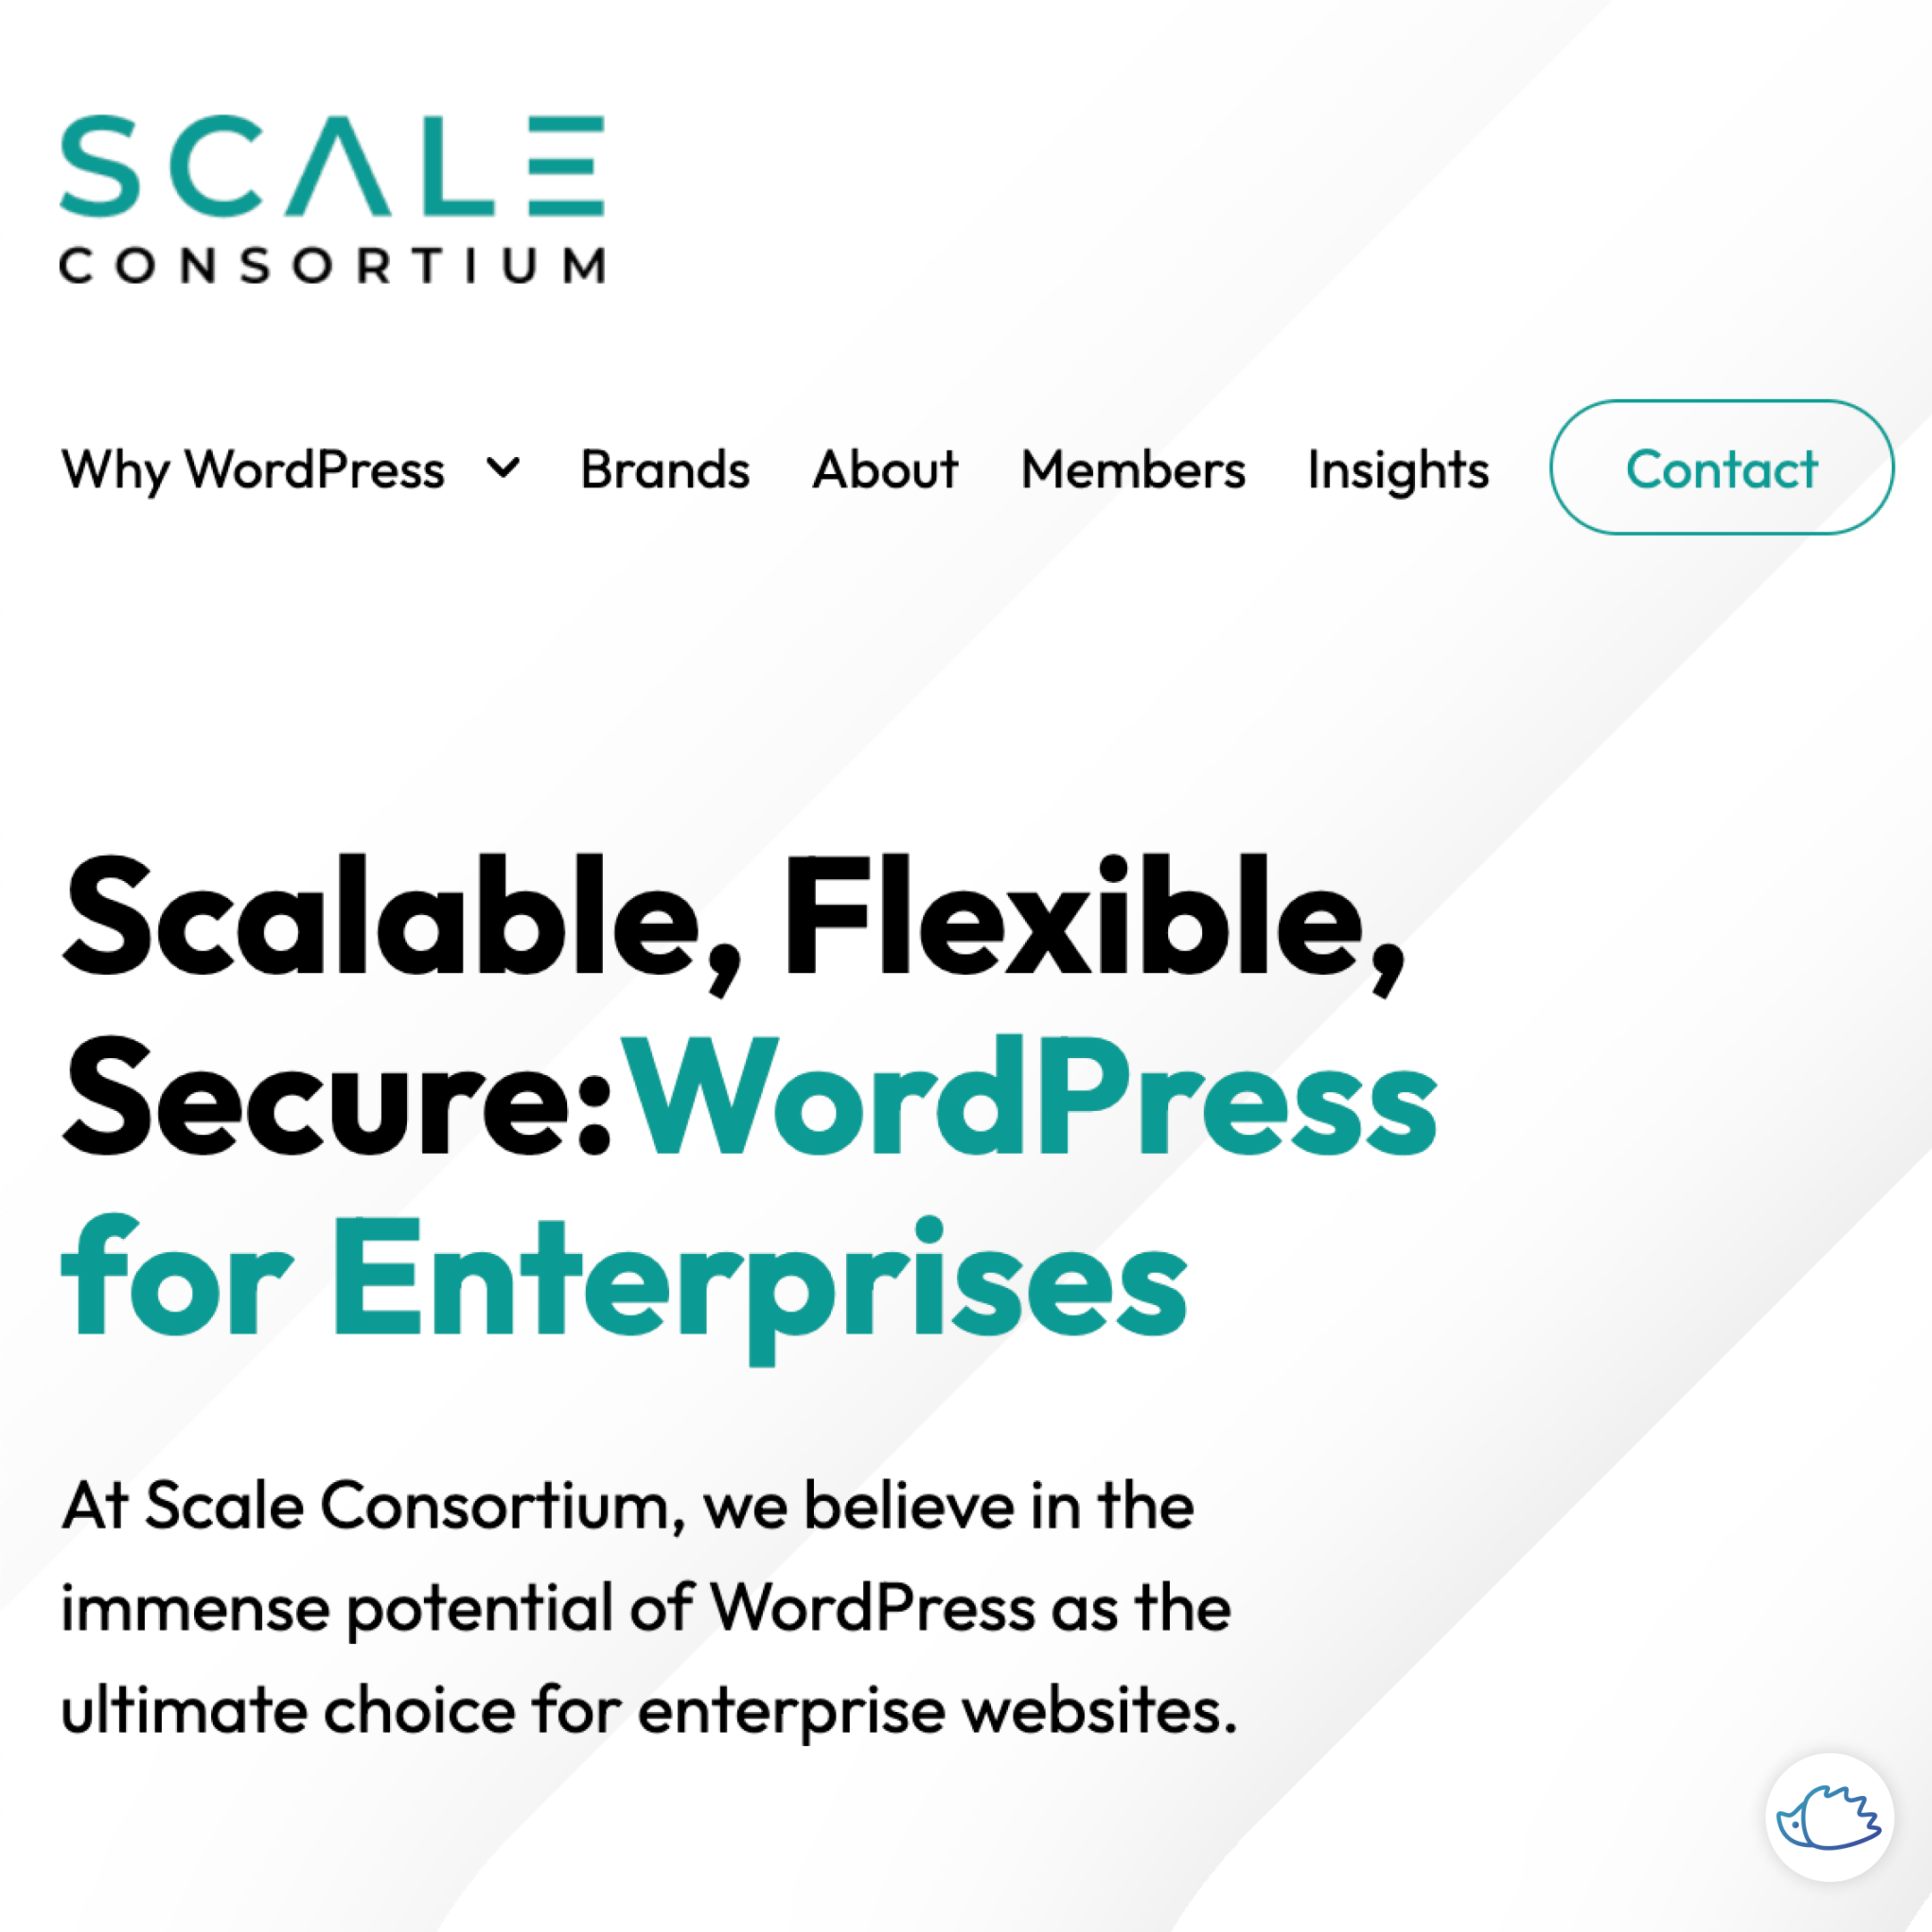 SCALE
CONSORTIUM
Why WordPress Brands About Members Insights Contact
Scalable, Flexible,
Secure:WordPress
for Enterprises
At Scale Consortium, we believe in the
immense potential of WordPress as the
ultimate choice for enterprise websites.